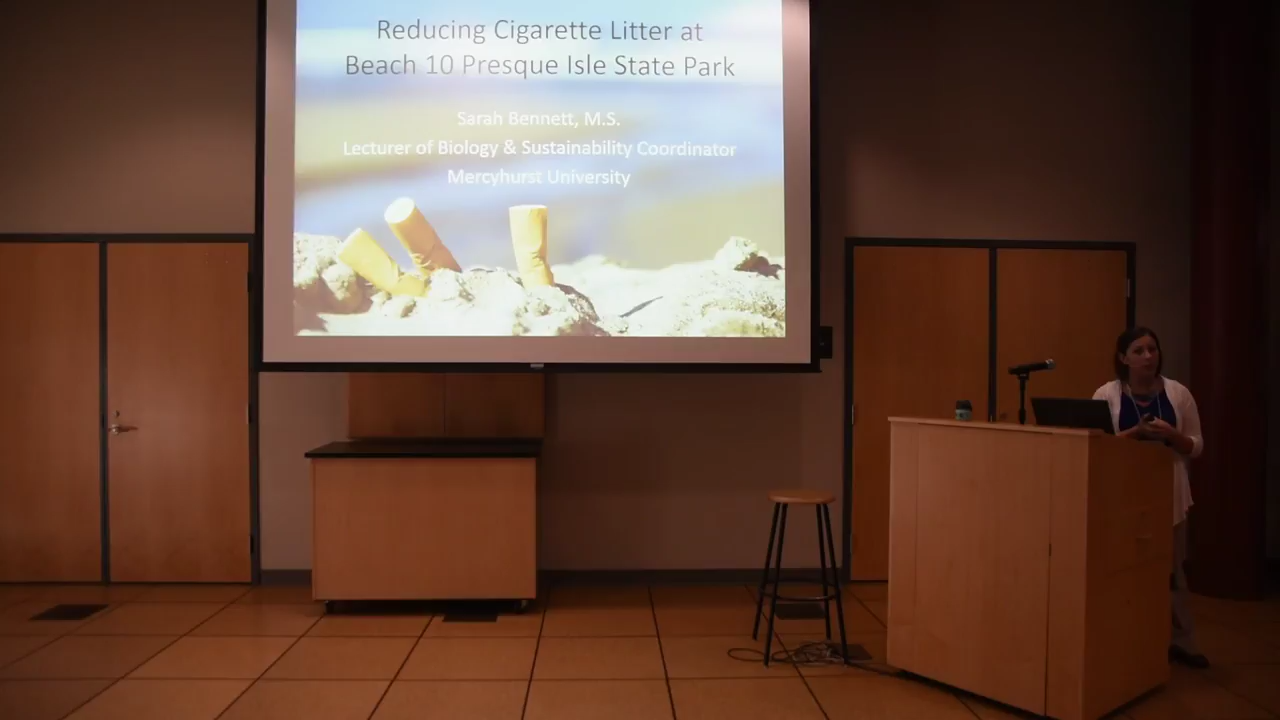 Reducing Cigarette Litter at
Beach 10 Presque Isle State Park
Sarah Bennett, M.S.
Lecturer of Biology & Sustainability Coordinator
Mercyhurst University